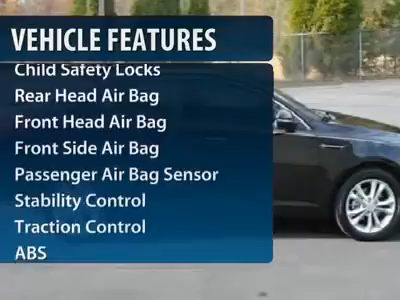 VEHICLE FEATURES
Child Safety Locks
Rear Head Air Bag
Front Head Air Bag
Front Side Air Bag
Passenger Air Bag Sensor
Stability Control
Traction Control
ABS